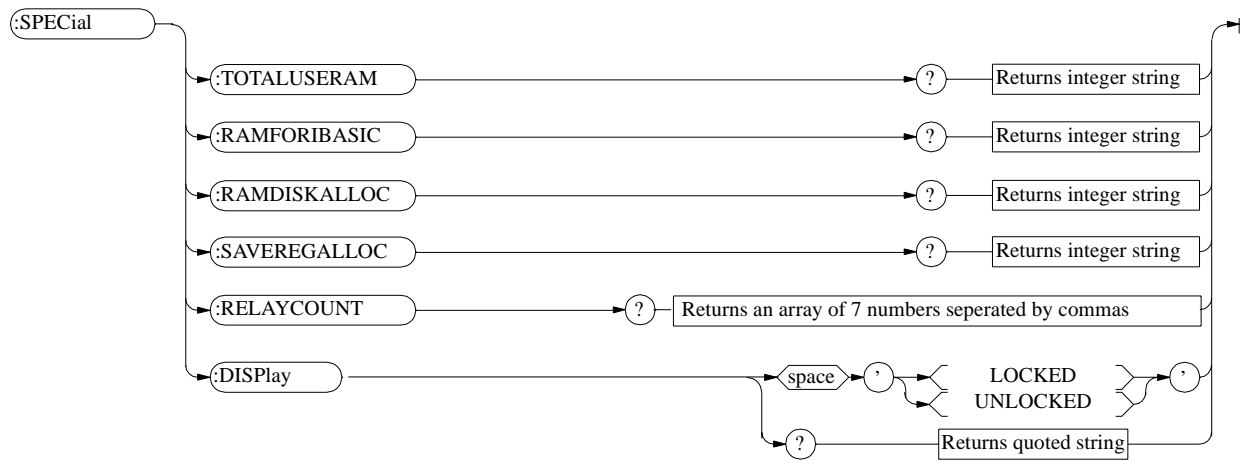 :SPECial
:TOTALUSERAM ? Returns integer string
:RAMFORIBASIC ? Returns integer string
:RAMDISKALLOC ? Returns integer string
:SAVEREGALLOC ? Returns integer string
:RELAYCOUNT ? Returns an array of 7 numbers seperated by commas
:DISPlay space ’ LOCKED ’
UNLOCKED
? Returns quoted string